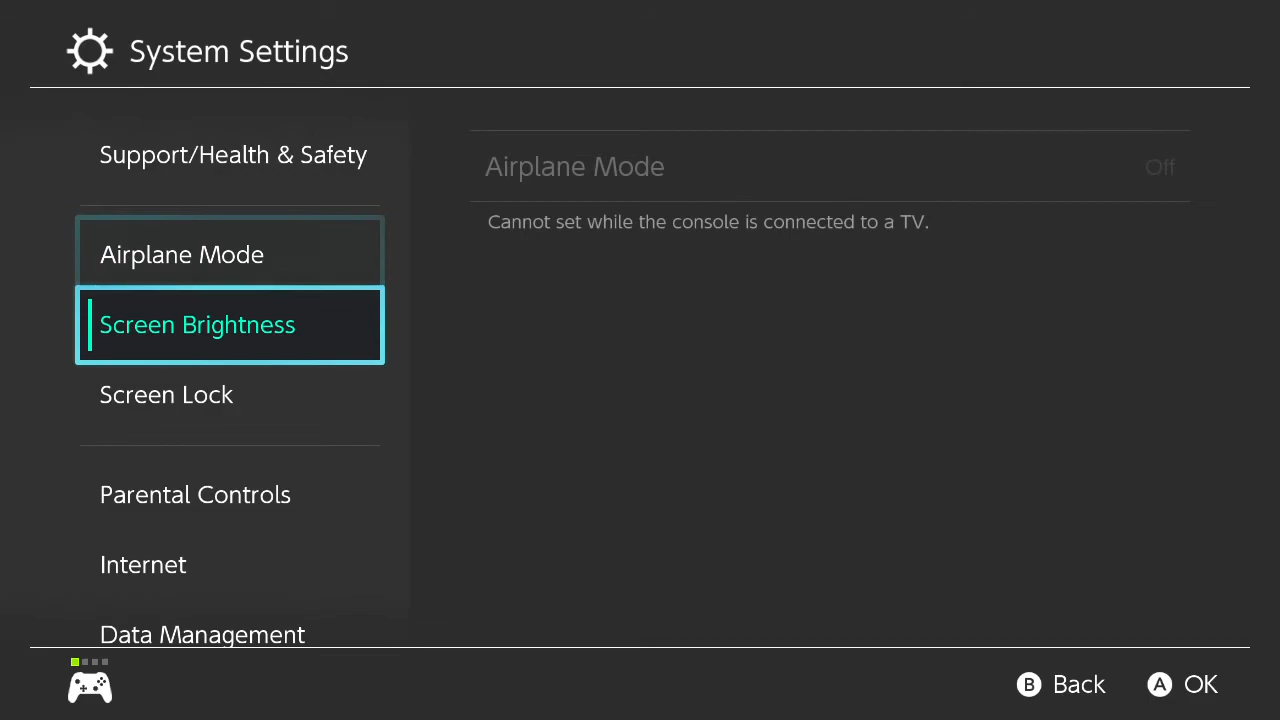 System Settings
Support/Health & Safety
Airplane Mode
Screen Brightness
Screen Lock
Parental Controls
Internet
Data Management
Airplane Mode Off
Cannot set while the console is connected to a TV.
B Back A OK